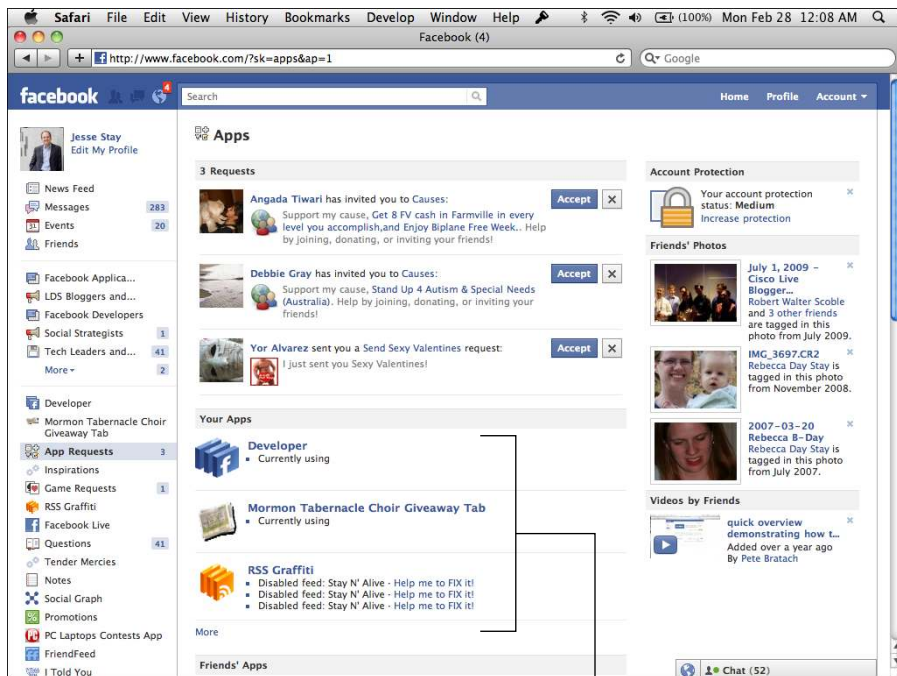 Safari File Edit View History Bookmarks Develop Window Help (100%) Mon Feb 28 12:08 AM
Facebook (4)
http://www.facebook.com/?sk=apps&ap=1
Google
facebook 4 Search Home Profile Account
Jesse Stay
Edit My Profile
News Feed
Messages 283
Events 20
Friends
Facebook Applica...
LDS Bloggers and...
Facebook Developers
Social Strategists 1
Tech Leaders and... 41
More 2
Developer
Mormon Tabernacle Choir
Giveaway Tab
App Requests 3
Inspirations
Game Requests 1
RSS Graffiti
Facebook Live
Questions 41
Tender Mercies
Notes
Social Graph
Promotions
PC Laptops Contests App
FriendFeed
I Told You
Apps
3 Requests
Angada Tiwari has invited you to Causes:
Support my cause, Get 8 FV cash in Farmville in every
level you accomplish,and Enjoy Biplane Free Week.. Help
by joining, donating, or inviting your friends!
Accept
Debbie Gray has invited you to Causes:
Support my cause, Stand Up 4 Autism & Special Needs
(Australia). Help by joining, donating, or inviting your
friends!
Accept
Yor Alvarez sent you a Send Sexy Valentines request:
I just sent you Sexy Valentines!
Accept
Your Apps
Developer
Currently using
Mormon Tabernacle Choir Giveaway Tab
Currently using
RSS Graffiti
Disabled feed: Stay N' Alive - Help me to FIX it!
Disabled feed: Stay N' Alive - Help me to FIX it!
Disabled feed: Stay N' Alive - Help me to FIX it!
More
Friends' Apps
Account Protection
Your account protection
status: Medium
Increase protection
Friends' Photos
July 1, 2009 –
Cisco Live
Blogger...
Robert Walter Scoble
and 3 other friends
are tagged in this
photo from July 2009.
IMG_3697.CR2
Rebecca Day Stay is
tagged in this photo
from November 2008.
2007-03-20
Rebecca B-Day
Rebecca Day Stay is
tagged in this photo
from July 2007.
Videos by Friends
quick overview
demonstrating how t...
Added over a year ago
By Pete Bratach
Chat (52)